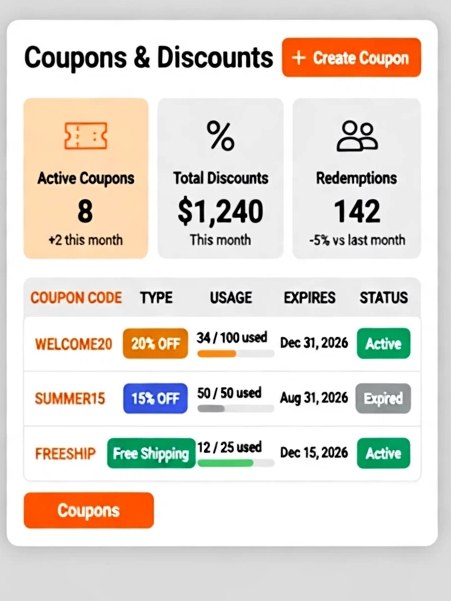 Coupons & Discounts
+ Create Coupon
Active Coupons
8
+2 this month
%
Total Discounts
$1,240
This month
Redemptions
142
-5% vs last month
COUPON CODE TYPE USAGE EXPIRES STATUS
WELCOME20 20% OFF 34 / 100 used Dec 31, 2026 Active
SUMMER15 15% OFF 50 / 50 used Aug 31, 2026 Expired
FREESHIP Free Shipping 12 / 25 used Dec 15, 2026 Active
Coupons